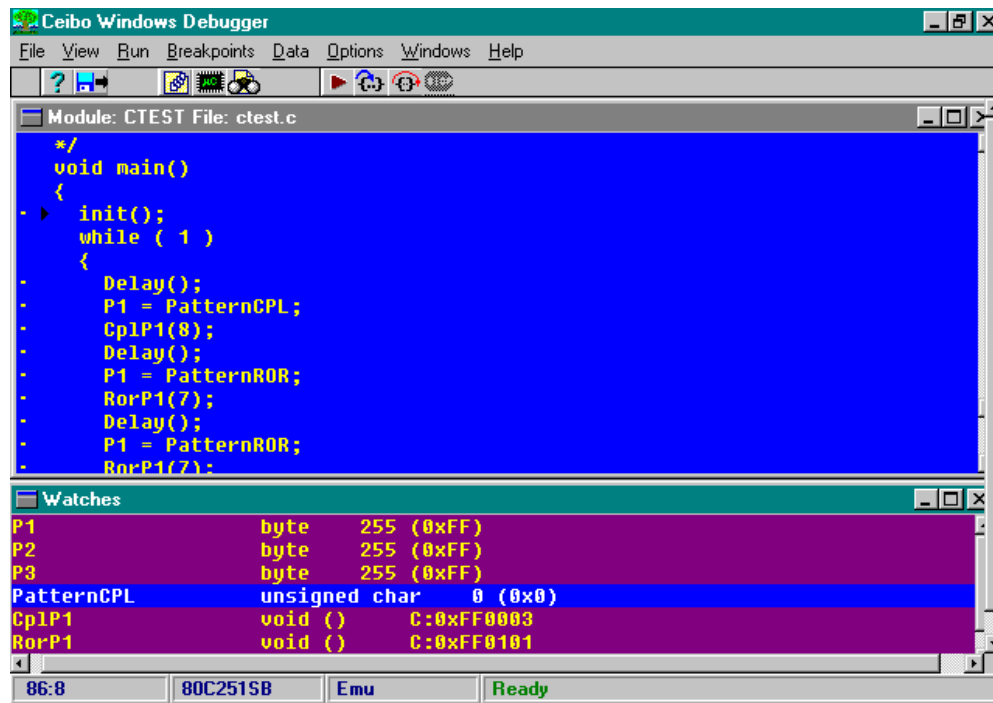 Ceibo Windows Debugger
File View Run Breakpoints Data Options Windows Help
?
Module: CTEST File: ctest.c
*/
void main()
{
init();
while ( 1 )
{
Delay();
P1 = PatternCPL;
CplP1(8);
Delay();
P1 = PatternROR;
RorP1(7);
Delay();
P1 = PatternROR;
RorP1(7);
Watches
P1 byte 255 (0xFF)
P2 byte 255 (0xFF)
P3 byte 255 (0xFF)
PatternCPL unsigned char 0 (0x0)
CplP1 void () C:0xFF0003
RorP1 void () C:0xFF0101
86:8 80C251SB Emu Ready